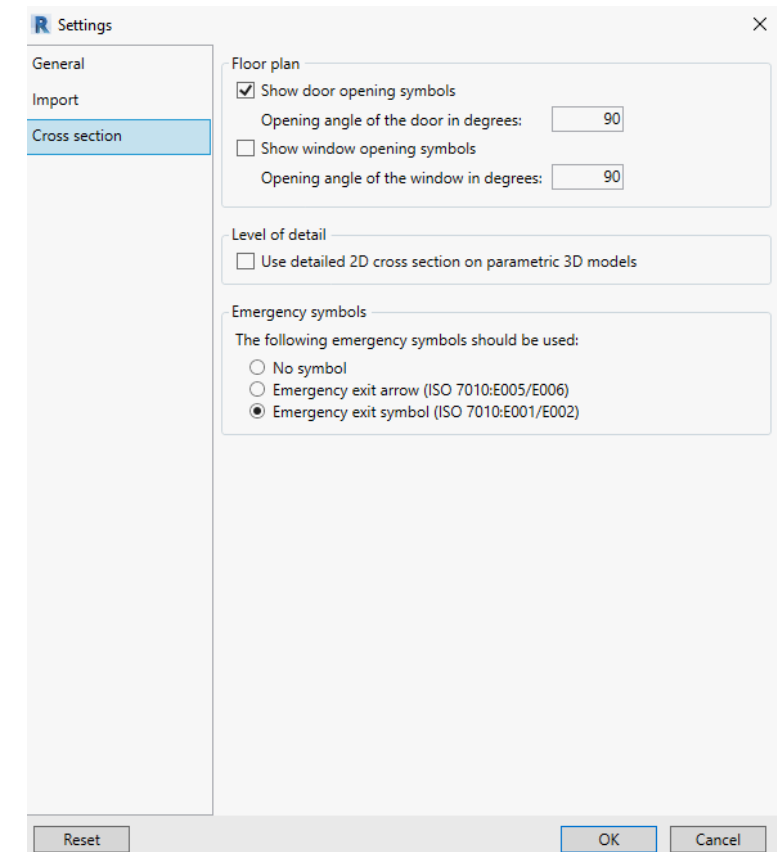 R Settings
General
Import
Cross section
Floor plan
Show door opening symbols
Opening angle of the door in degrees: 90
Show window opening symbols
Opening angle of the window in degrees: 90
Level of detail
Use detailed 2D cross section on parametric 3D models
Emergency symbols
The following emergency symbols should be used:
No symbol
Emergency exit arrow (ISO 7010:E005/E006)
Emergency exit symbol (ISO 7010:E001/E002)
Reset OK Cancel